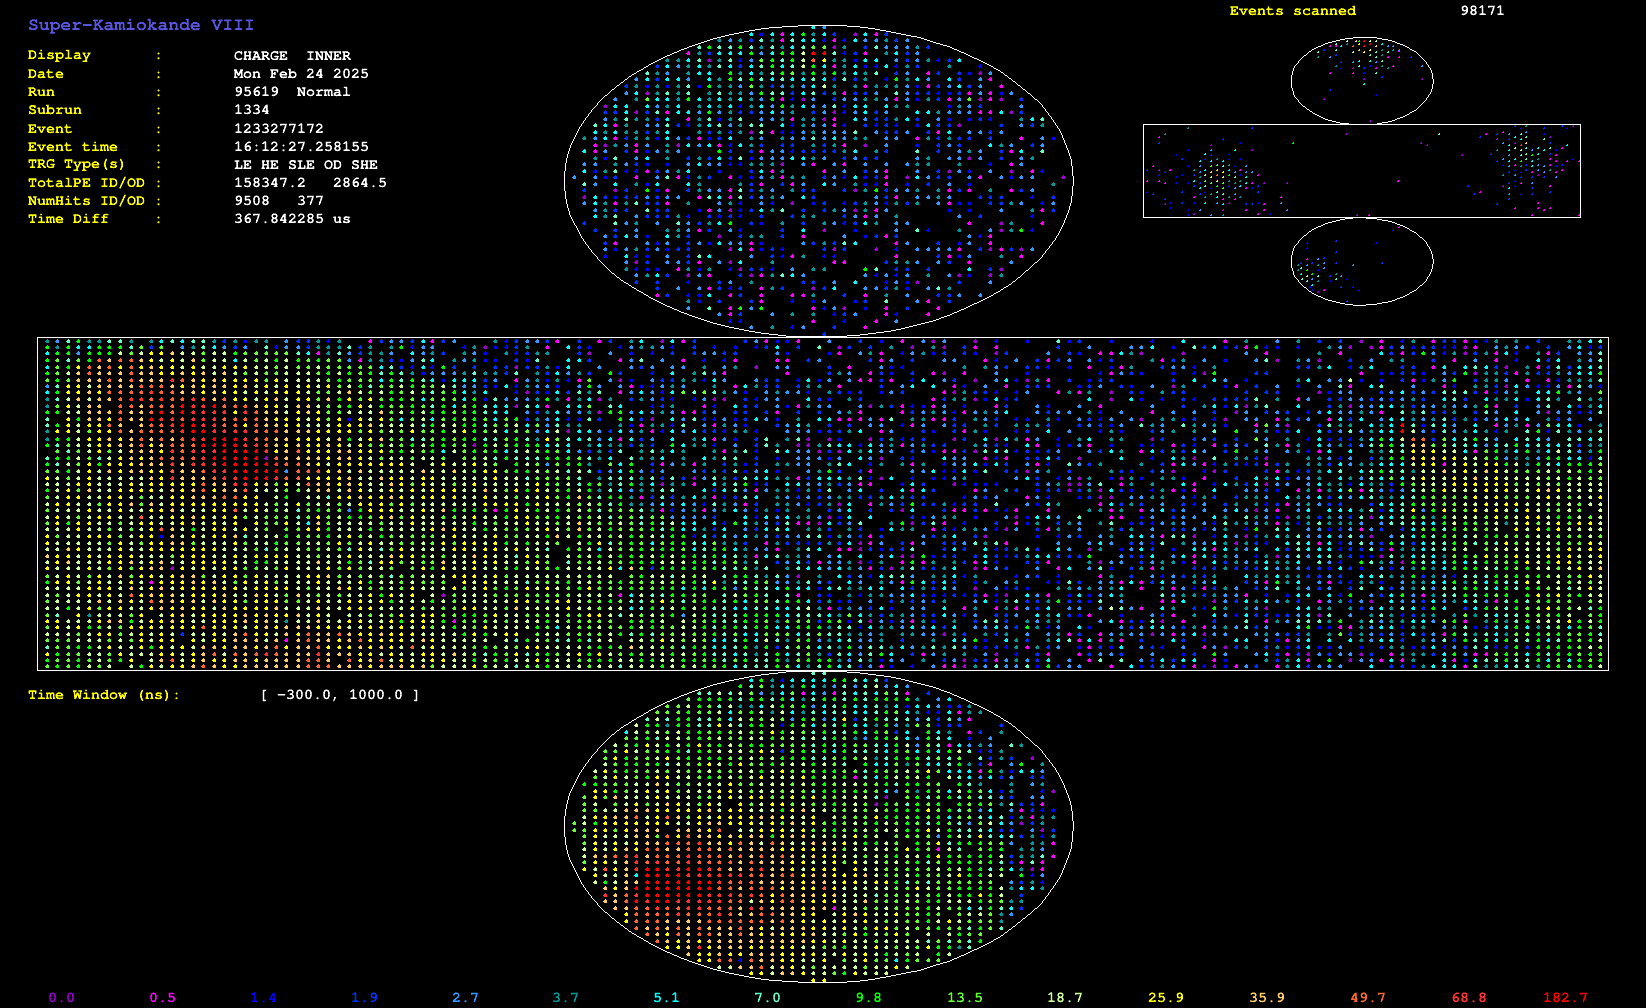 Super-Kamiokande VIII
Display : CHARGE INNER
Date : Mon Feb 24 2025
Run : 95619 Normal
Subrun : 1334
Event : 1233277172
Event time : 16:12:27.258155
TRG Type(s) : LE HE SLE OD SHE
TotalPE ID/OD : 158347.2 2864.5
NumHits ID/OD : 9508 377
Time Diff : 367.842285 us
Events scanned 98171
Time Window (ns): [ -300.0, 1000.0 ]
0.0 0.5 1.4 1.9 2.7 3.7 5.1 7.0 9.8 13.5 18.7 25.9 35.9 49.7 68.8 182.7